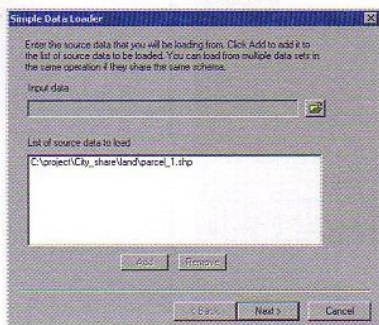 Simple Data Loader
Enter the source data that you will be loading from. Click Add to add it to
the list of source data to be loaded. You can load from multiple data sets in
the same operation if they share the same schema.
Input data
List of source data to load
C:\project\City_share\land\parcel_1.shp
Add Remove
< Back Next > Cancel